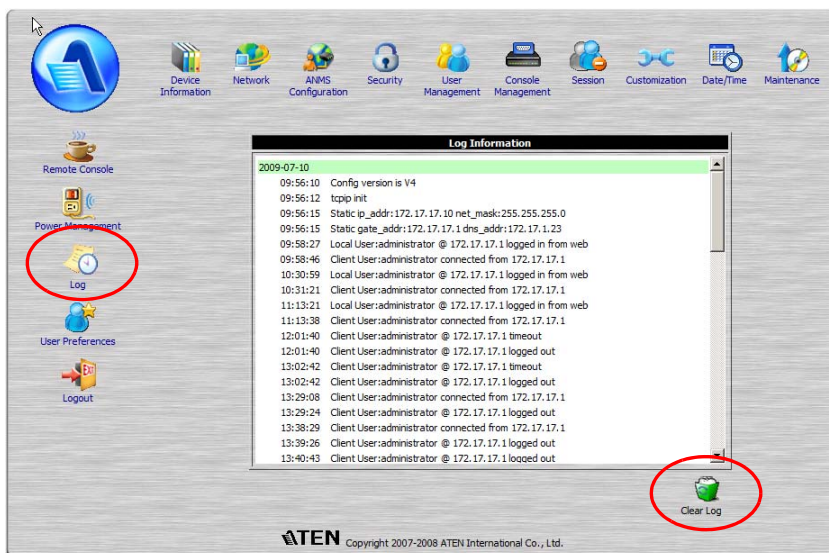 Device Information
Network
ANMS Configuration
Security
User Management
Console Management
Session
Customization
Date/Time
Maintenance
Remote Console
Power Management
Log
User Preferences
EXIT
Logout
Log Information
2009-07-10
09:56:10 Config version is V4
09:56:12 tcpip init
09:56:15 Static ip_addr:172.17.17.10 net_mask:255.255.255.0
09:56:15 Static gate_addr:172.17.17.1 dns_addr:172.17.1.23
09:58:27 Local User:administrator @ 172.17.17.1 logged in from web
09:58:46 Client User:administrator connected from 172.17.17.1
10:30:59 Local User:administrator @ 172.17.17.1 logged in from web
10:31:21 Client User:administrator connected from 172.17.17.1
11:13:21 Local User:administrator @ 172.17.17.1 logged in from web
11:13:38 Client User:administrator connected from 172.17.17.1
12:01:40 Client User:administrator @ 172.17.17.1 timeout
12:01:40 Client User:administrator @ 172.17.17.1 logged out
13:02:42 Client User:administrator @ 172.17.17.1 timeout
13:02:42 Client User:administrator @ 172.17.17.1 logged out
13:29:08 Client User:administrator connected from 172.17.17.1
13:29:24 Client User:administrator @ 172.17.17.1 logged out
13:38:29 Client User:administrator connected from 172.17.17.1
13:39:26 Client User:administrator @ 172.17.17.1 logged out
13:40:43 Client User:administrator @ 172.17.17.1 logged out
Clear Log
ATEN Copyright 2007-2008 ATEN International Co., Ltd.